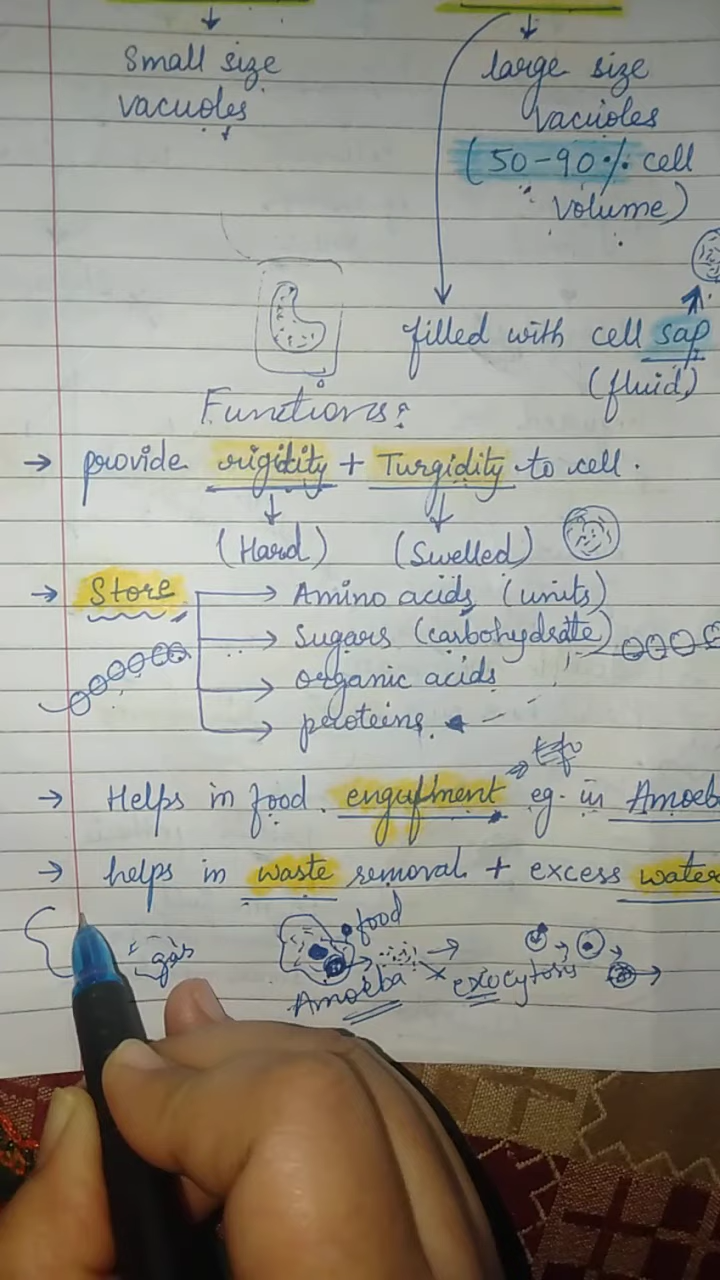 small size
vacuoles
large size
vacuoles
(50-90% cell
volume)
filled with cell sap
(fluid)
Functions:
→ provide rigidity + Turgidity to cell.
(Hard) (Swelled)
→ Store → Amino acids (units)
→ Sugars (carbohydrate)
→ organic acids
→ proteins.
→ Helps in food engulfment eg. in Amoeba
→ helps in waste removal + excess water
gas
food
Amoeba
exocytosis